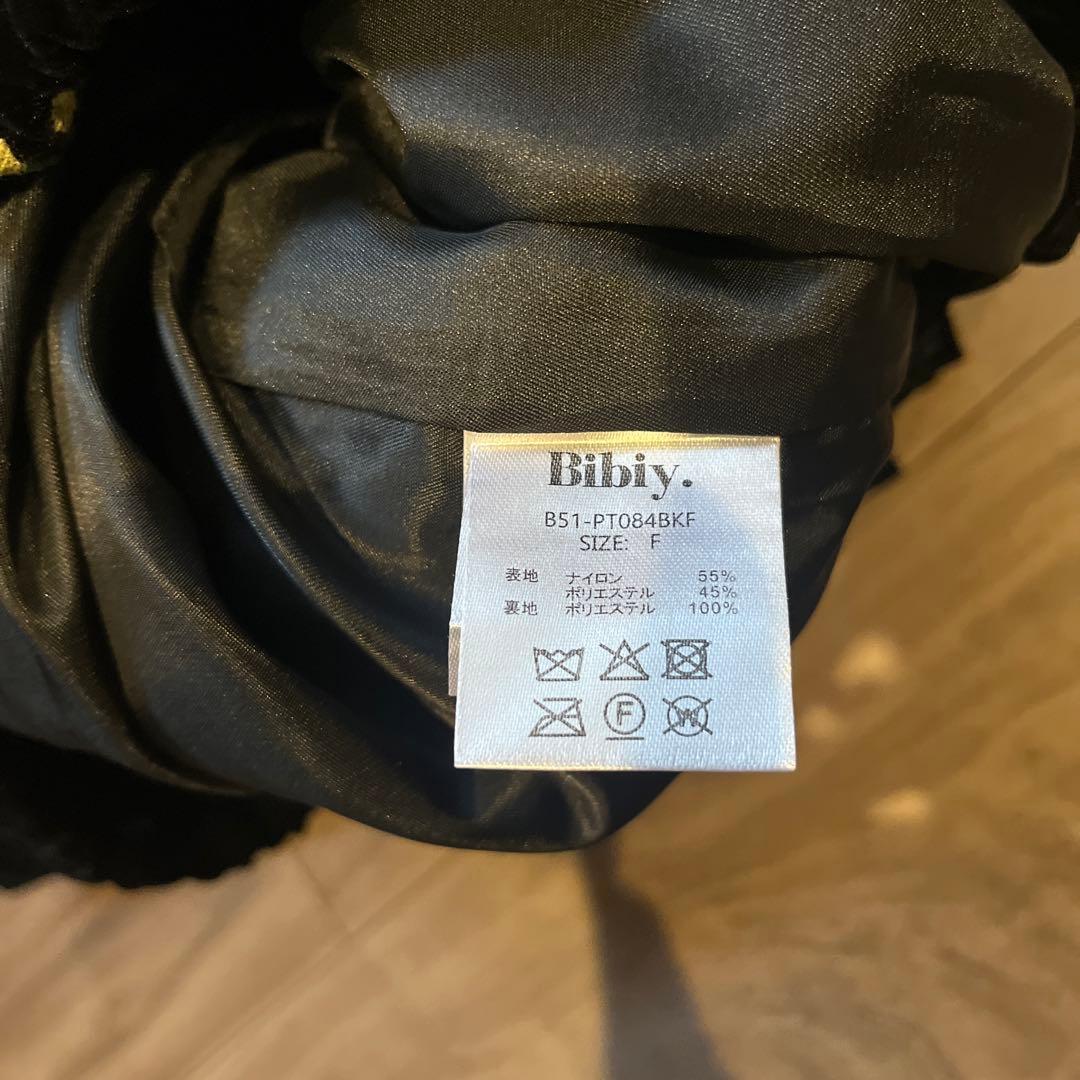 Bibiy.
B51-PT084BKF
SIZE: F
表地 ナイロン 55%
ポリエステル 45%
裏地 ポリエステル 100%
F
W